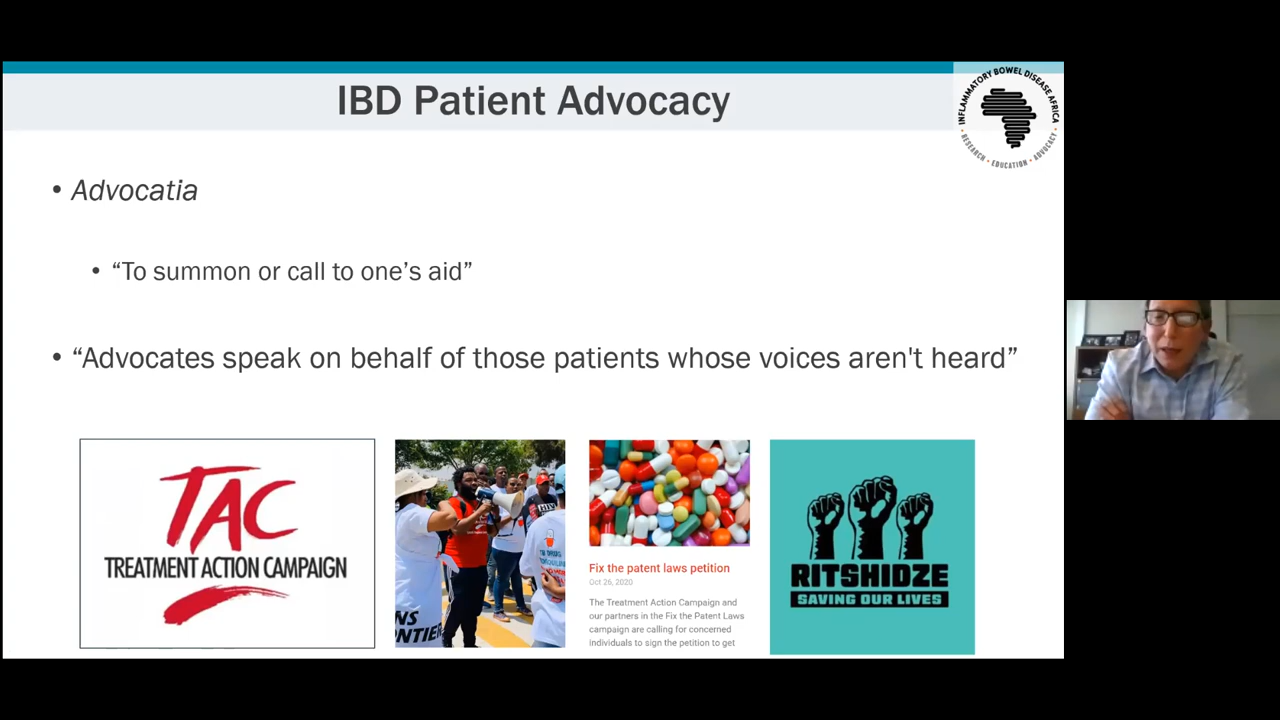 IBD Patient Advocacy
INFLAMMATORY BOWEL DISEASE AFRICA
• RESEARCH • EDUCATION • ADVOCACY •
• Advocatia
• “To summon or call to one’s aid”
• “Advocates speak on behalf of those patients whose voices aren't heard”
TAC
TREATMENT ACTION CAMPAIGN
NS
NTIER
Fix the patent laws petition
Oct 26, 2020
The Treatment Action Campaign and
our partners in the Fix the Patent Laws
campaign are calling for concerned
individuals to sign the petition to get
RITSHIDZE
SAVING OUR LIVES